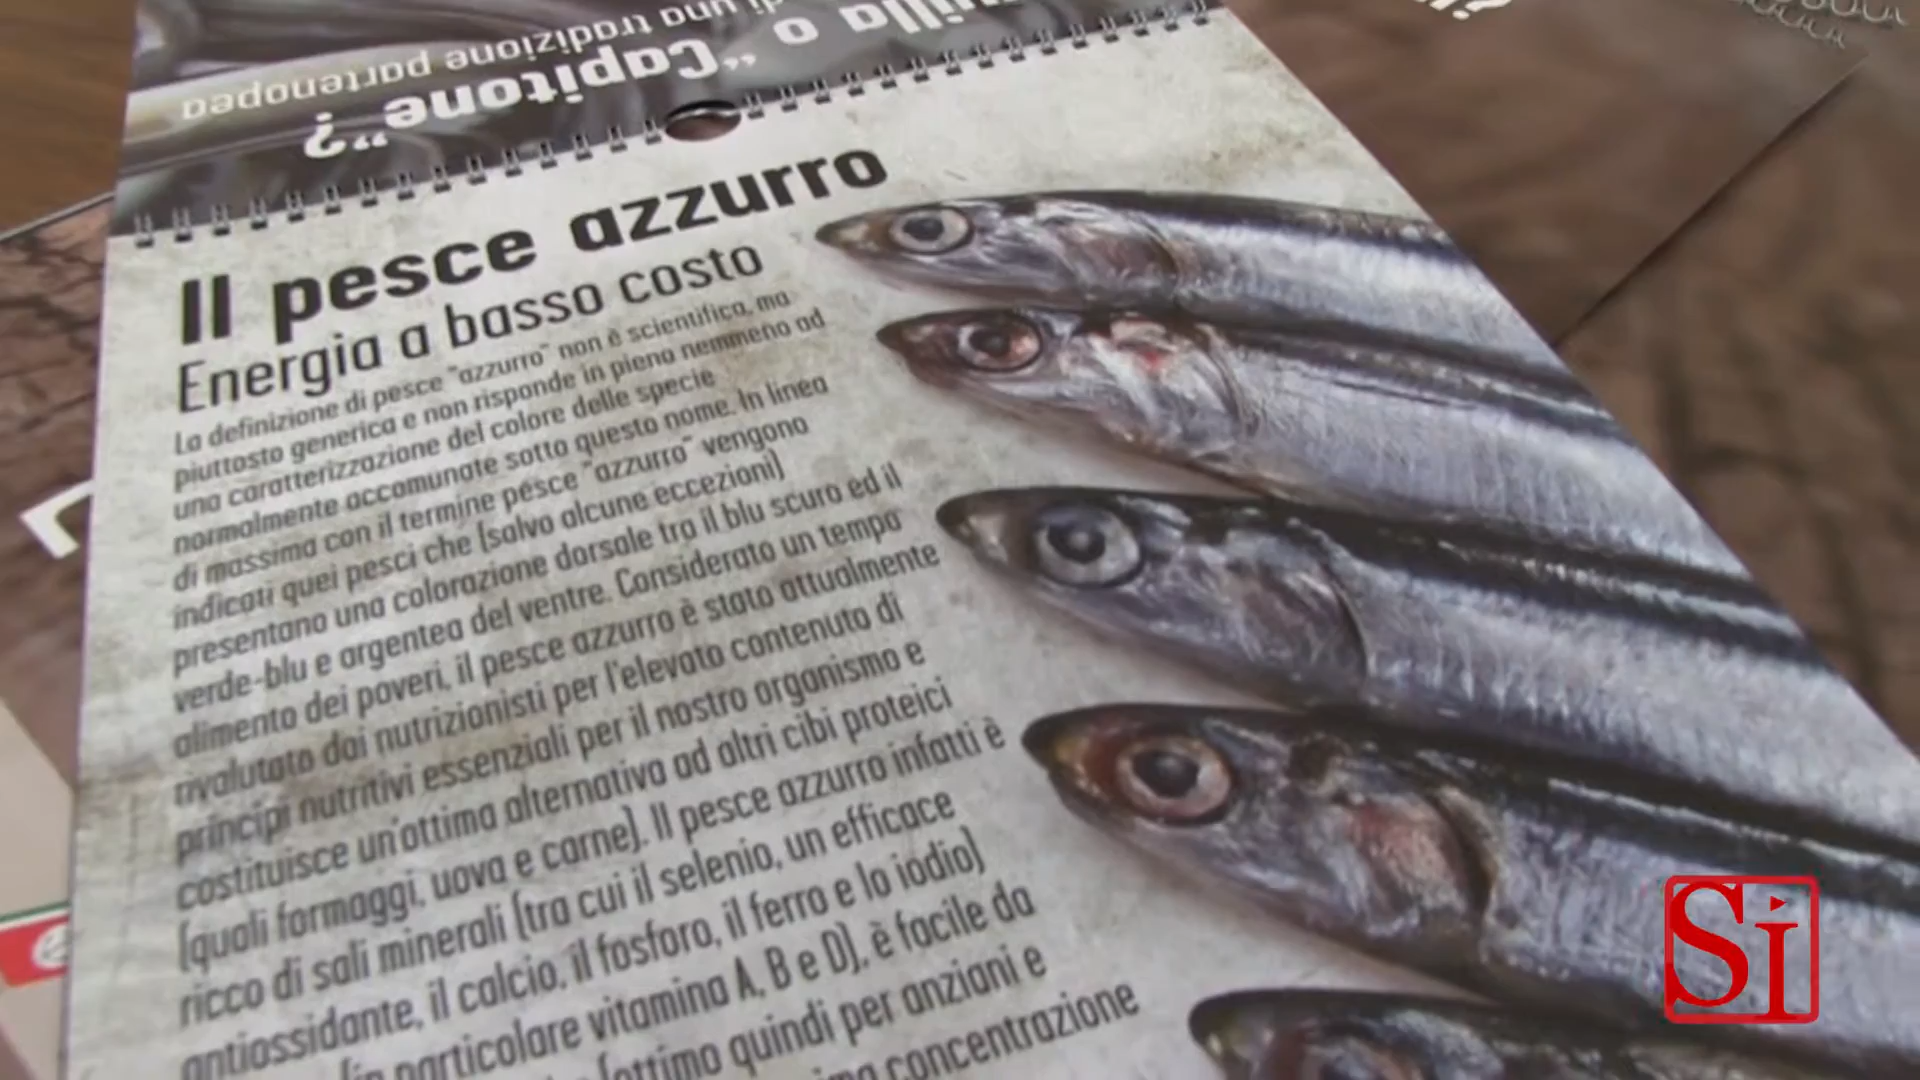 uilla o
"Capitone"?
di una tradizione partenopea
Il pesce azzurro
Energia a basso costo
La definizione di pesce "azzurro" non è scientifica, ma
piuttosto generica e non risponde in pieno nemmeno ad
una caratterizzazione del colore delle specie
normalmente accomunate sotto questo nome. In linea
di massima con il termine pesce "azzurro" vengono
indicati quei pesci che (salvo alcune eccezioni)
presentano una colorazione dorsale tra il blu scuro ed il
verde-blu e argentea del ventre. Considerato un tempo
alimento dei poveri, il pesce azzurro è stato attualmente
rivalutato dai nutrizionisti per l'elevato contenuto di
principi nutritivi essenziali per il nostro organismo e
costituisce un'ottima alternativa ad altri cibi proteici
(quali formaggi, uova e carne). Il pesce azzurro infatti è
ricco di sali minerali (tra cui il selenio, un efficace
antiossidante, il calcio, il fosforo, il ferro e lo iodio)
(in particolare vitamina A, B e D), è facile da
(ottimo quindi per anziani e
concentrazione
Sì